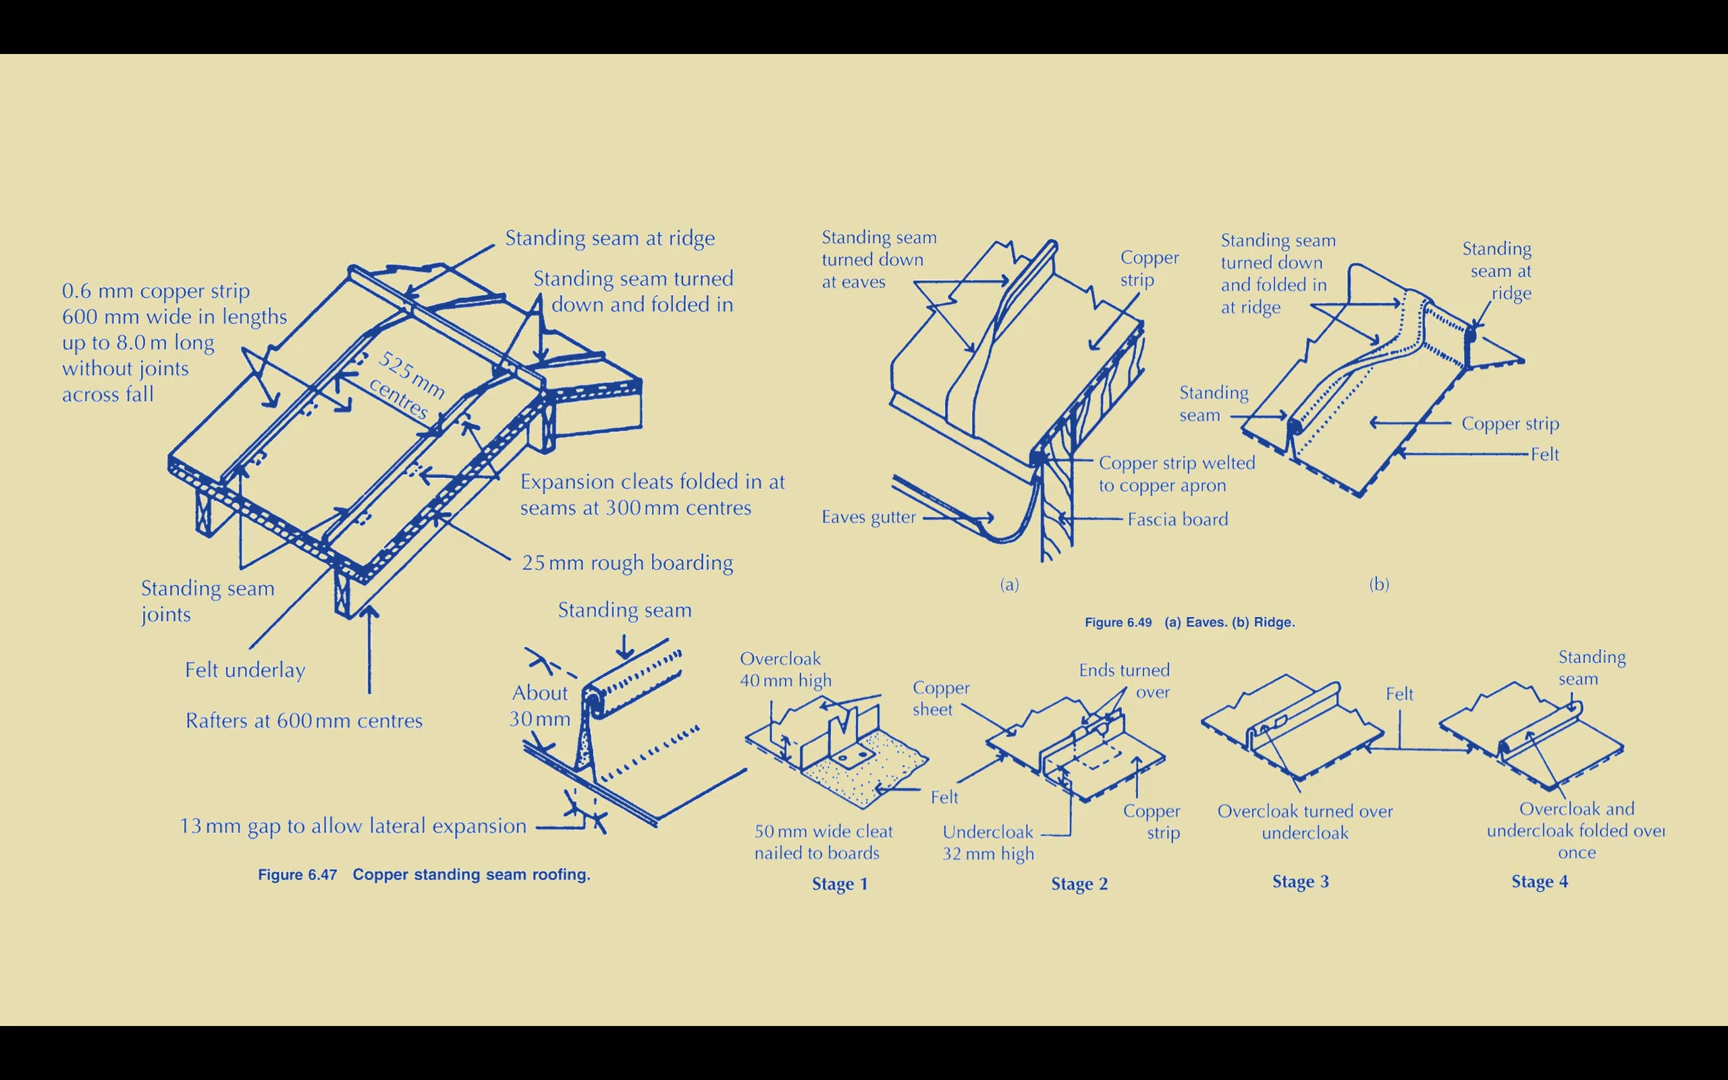 Standing seam at ridge
Standing seam turned
down and folded in
0.6 mm copper strip
600 mm wide in lengths
up to 8.0 m long
without joints
across fall
525 mm
centres
Expansion cleats folded in at
seams at 300 mm centres
25 mm rough boarding
Standing seam
joints
Felt underlay
Rafters at 600 mm centres
Standing seam
About
30 mm
13 mm gap to allow lateral expansion
Figure 6.47 Copper standing seam roofing.
Standing seam
turned down
at eaves
Copper
strip
Copper strip welted
to copper apron
Eaves gutter
Fascia board
(a)
Standing seam
turned down
and folded in
at ridge
Standing
seam at
ridge
Standing
seam
Copper strip
Felt
(b)
Figure 6.49 (a) Eaves. (b) Ridge.
Overcloak
40 mm high
50 mm wide cleat
nailed to boards
Stage 1
Copper
sheet
Ends turned
over
Felt
Undercloak
32 mm high
Copper
strip
Stage 2
Felt
Overcloak turned over
undercloak
Stage 3
Standing
seam
Overcloak and
undercloak folded over
once
Stage 4